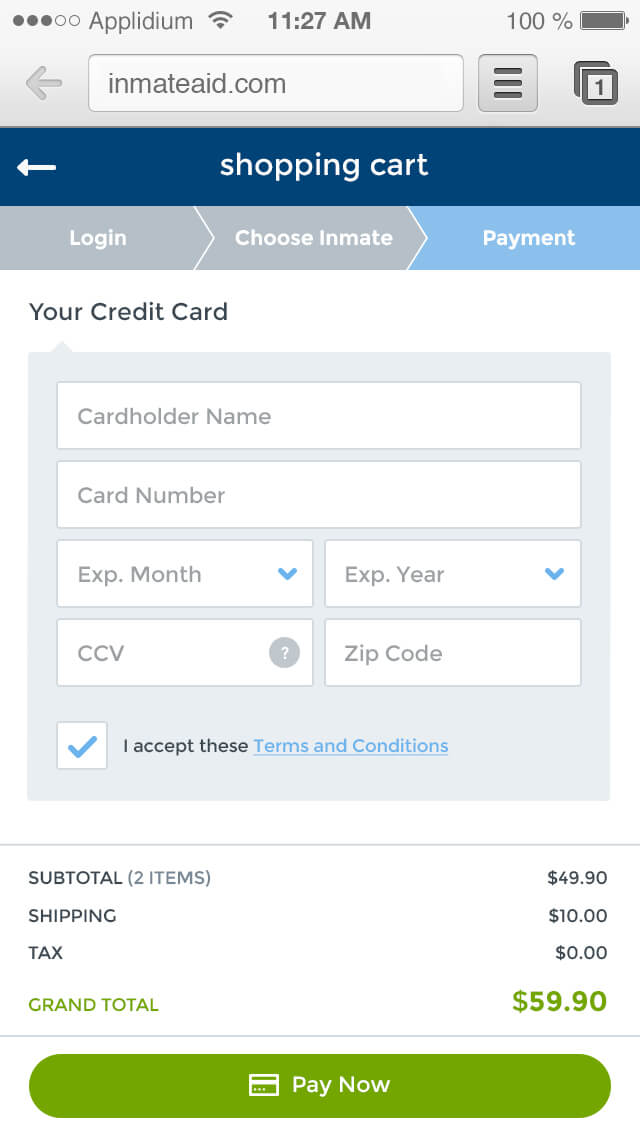 Applidium 11:27 AM 100 %
inmateaid.com 1
shopping cart
Login Choose Inmate Payment
Your Credit Card
Cardholder Name
Card Number
Exp. Month Exp. Year
CCV ? Zip Code
I accept these Terms and Conditions
SUBTOTAL (2 ITEMS) $49.90
SHIPPING $10.00
TAX $0.00
GRAND TOTAL $59.90
Pay Now